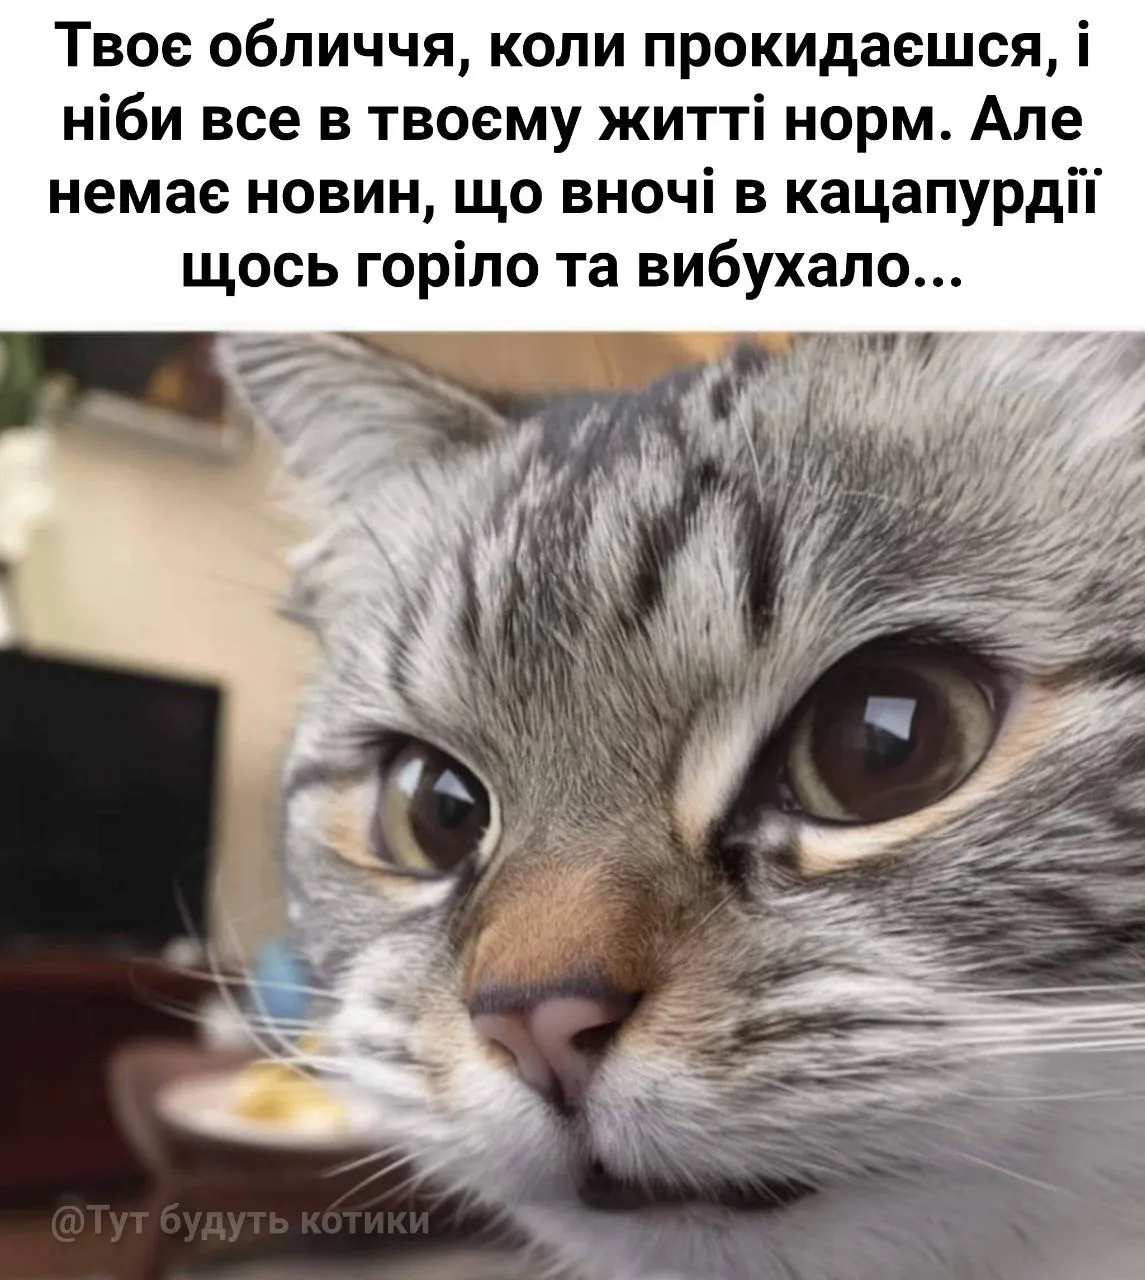 Твоє обличчя, коли прокидаєшся, і
ніби все в твоєму житті норм. Але
немає новин, що вночі в кацапурдії
щось горіло та вибухало...
@Тут будуть котики